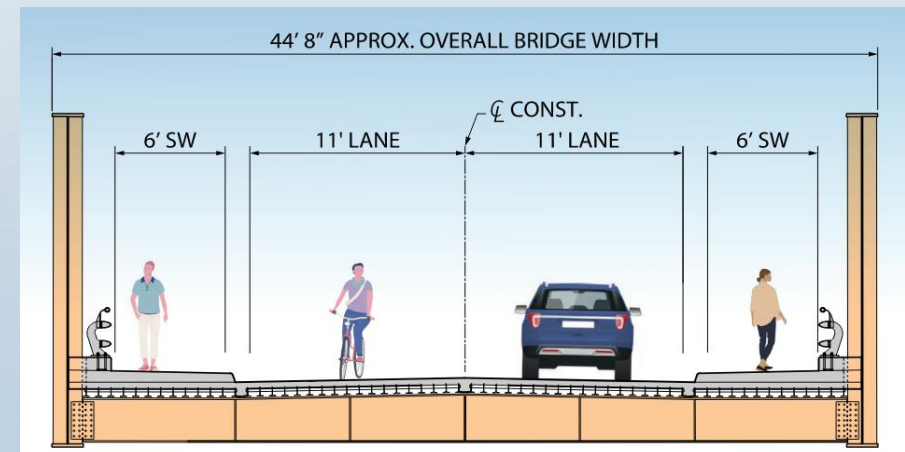 44' 8" APPROX. OVERALL BRIDGE WIDTH
℄ CONST.
6' SW
11' LANE
11' LANE
6' SW